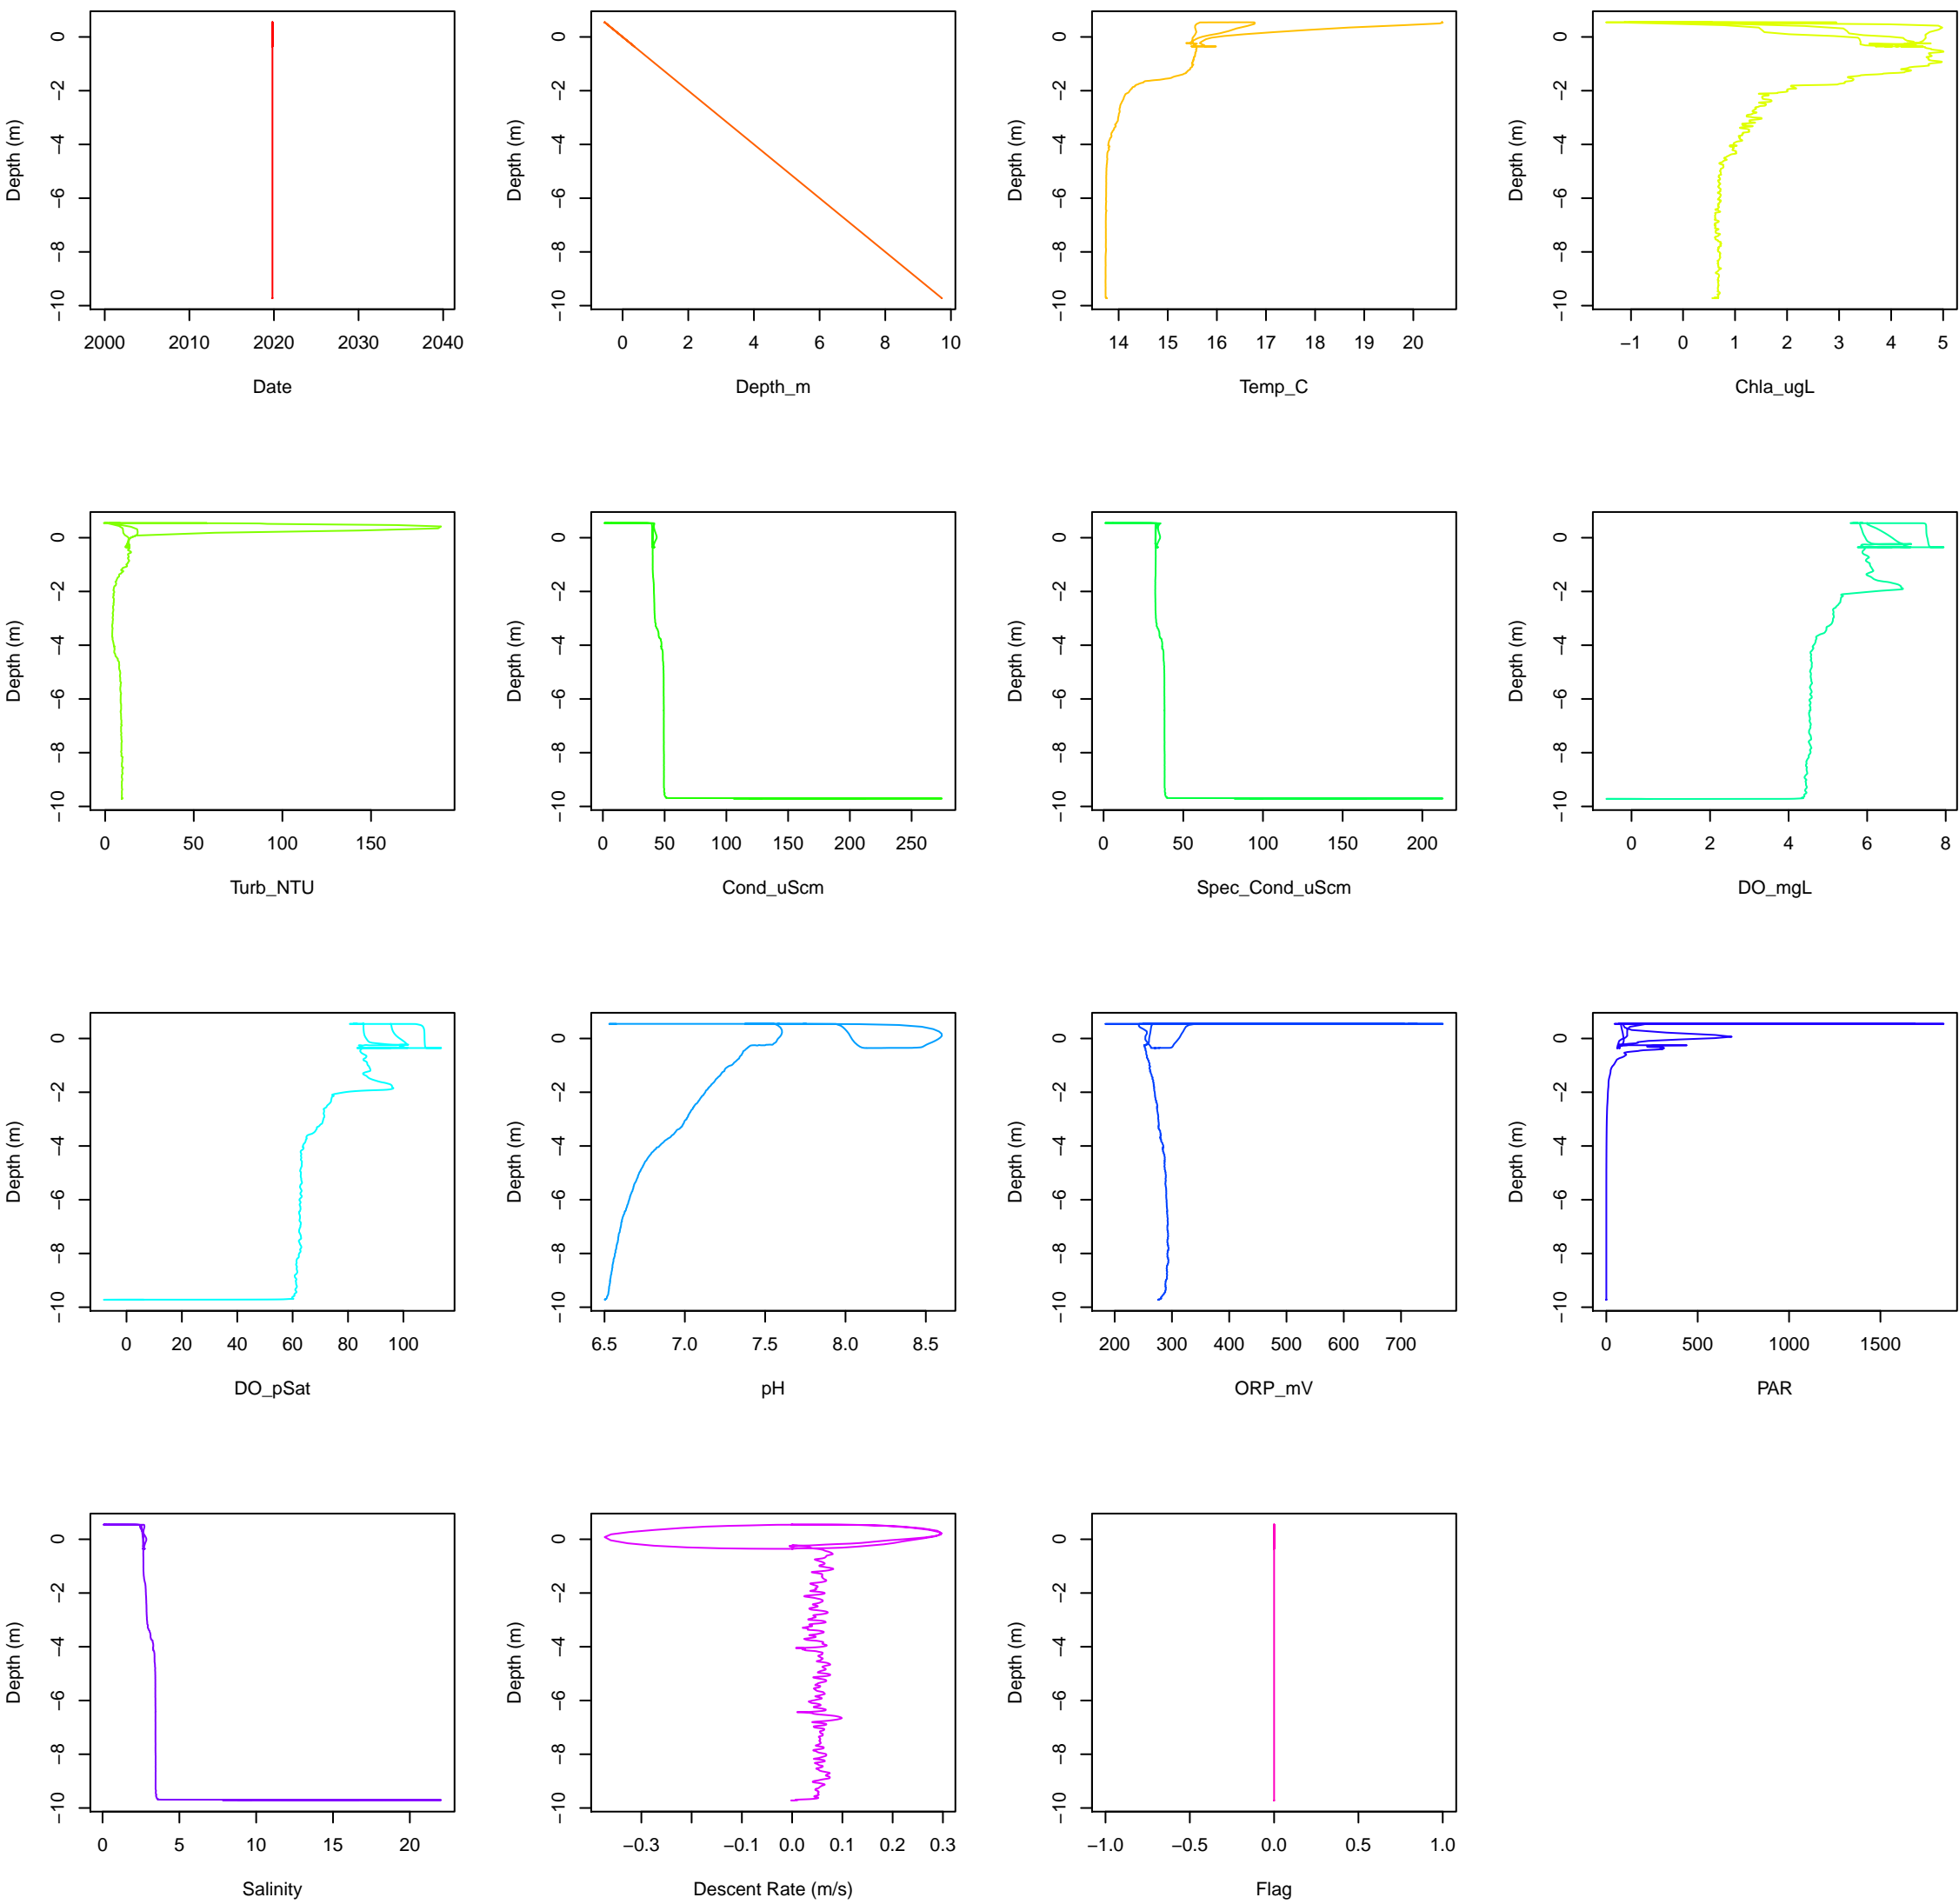 Depth (m)
0
−2
−4
−6
−8
−10
2000 2010 2020 2030 2040
Date
Depth (m)
0
−2
−4
−6
−8
−10
0 2 4 6 8 10
Depth_m
Depth (m)
0
−2
−4
−6
−8
−10
14 15 16 17 18 19 20
Temp_C
Depth (m)
0
−2
−4
−6
−8
−10
−1 0 1 2 3 4 5
Chla_ugL
Depth (m)
0
−2
−4
−6
−8
−10
0 50 100 150
Turb_NTU
Depth (m)
0
−2
−4
−6
−8
−10
0 50 100 150 200 250
Cond_uScm
Depth (m)
0
−2
−4
−6
−8
−10
0 50 100 150 200
Spec_Cond_uScm
Depth (m)
0
−2
−4
−6
−8
−10
0 2 4 6 8
DO_mgL
Depth (m)
0
−2
−4
−6
−8
−10
0 20 40 60 80 100
DO_pSat
Depth (m)
0
−2
−4
−6
−8
−10
6.5 7.0 7.5 8.0 8.5
pH
Depth (m)
0
−2
−4
−6
−8
−10
200 300 400 500 600 700
ORP_mV
Depth (m)
0
−2
−4
−6
−8
−10
0 500 1000 1500
PAR
Depth (m)
0
−2
−4
−6
−8
−10
0 5 10 15 20
Salinity
Depth (m)
0
−2
−4
−6
−8
−10
−0.3 −0.1 0.0 0.1 0.2 0.3
Descent Rate (m/s)
Depth (m)
0
−2
−4
−6
−8
−10
−1.0 −0.5 0.0 0.5 1.0
Flag